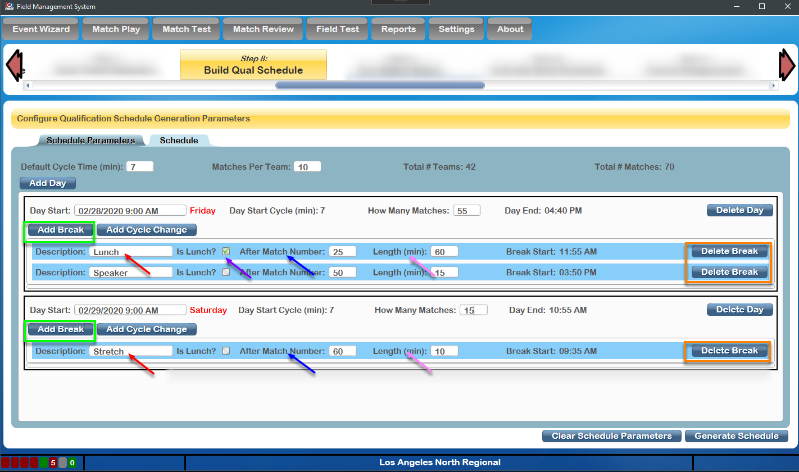 Field Management System
Event Wizard Match Play Match Test Match Review Field Test Reports Settings About
Step 8:
Build Qual Schedule
Configure Qualification Schedule Generation Parameters
Schedule Parameters Schedule
Default Cycle Time (min): 7 Matches Per Team: 10 Total # Teams: 42 Total # Matches: 70
Add Day
Day Start: 02/28/2020 9:00 AM Friday Day Start Cycle (min): 7 How Many Matches: 55 Day End: 04:40 PM Delete Day
Add Break Add Cycle Change
Description: Lunch Is Lunch? After Match Number: 25 Length (min): 60 Break Start: 11:55 AM Delete Break
Description: Speaker Is Lunch? After Match Number: 50 Length (min): 15 Break Start: 03:50 PM Delete Break
Day Start: 02/29/2020 9:00 AM Saturday Day Start Cycle (min): 7 How Many Matches: 15 Day End: 10:55 AM Delete Day
Add Break Add Cycle Change
Description: Stretch Is Lunch? After Match Number: 60 Length (min): 10 Break Start: 09:35 AM Delete Break
Clear Schedule Parameters Generate Schedule
5 0 Los Angeles North Regional